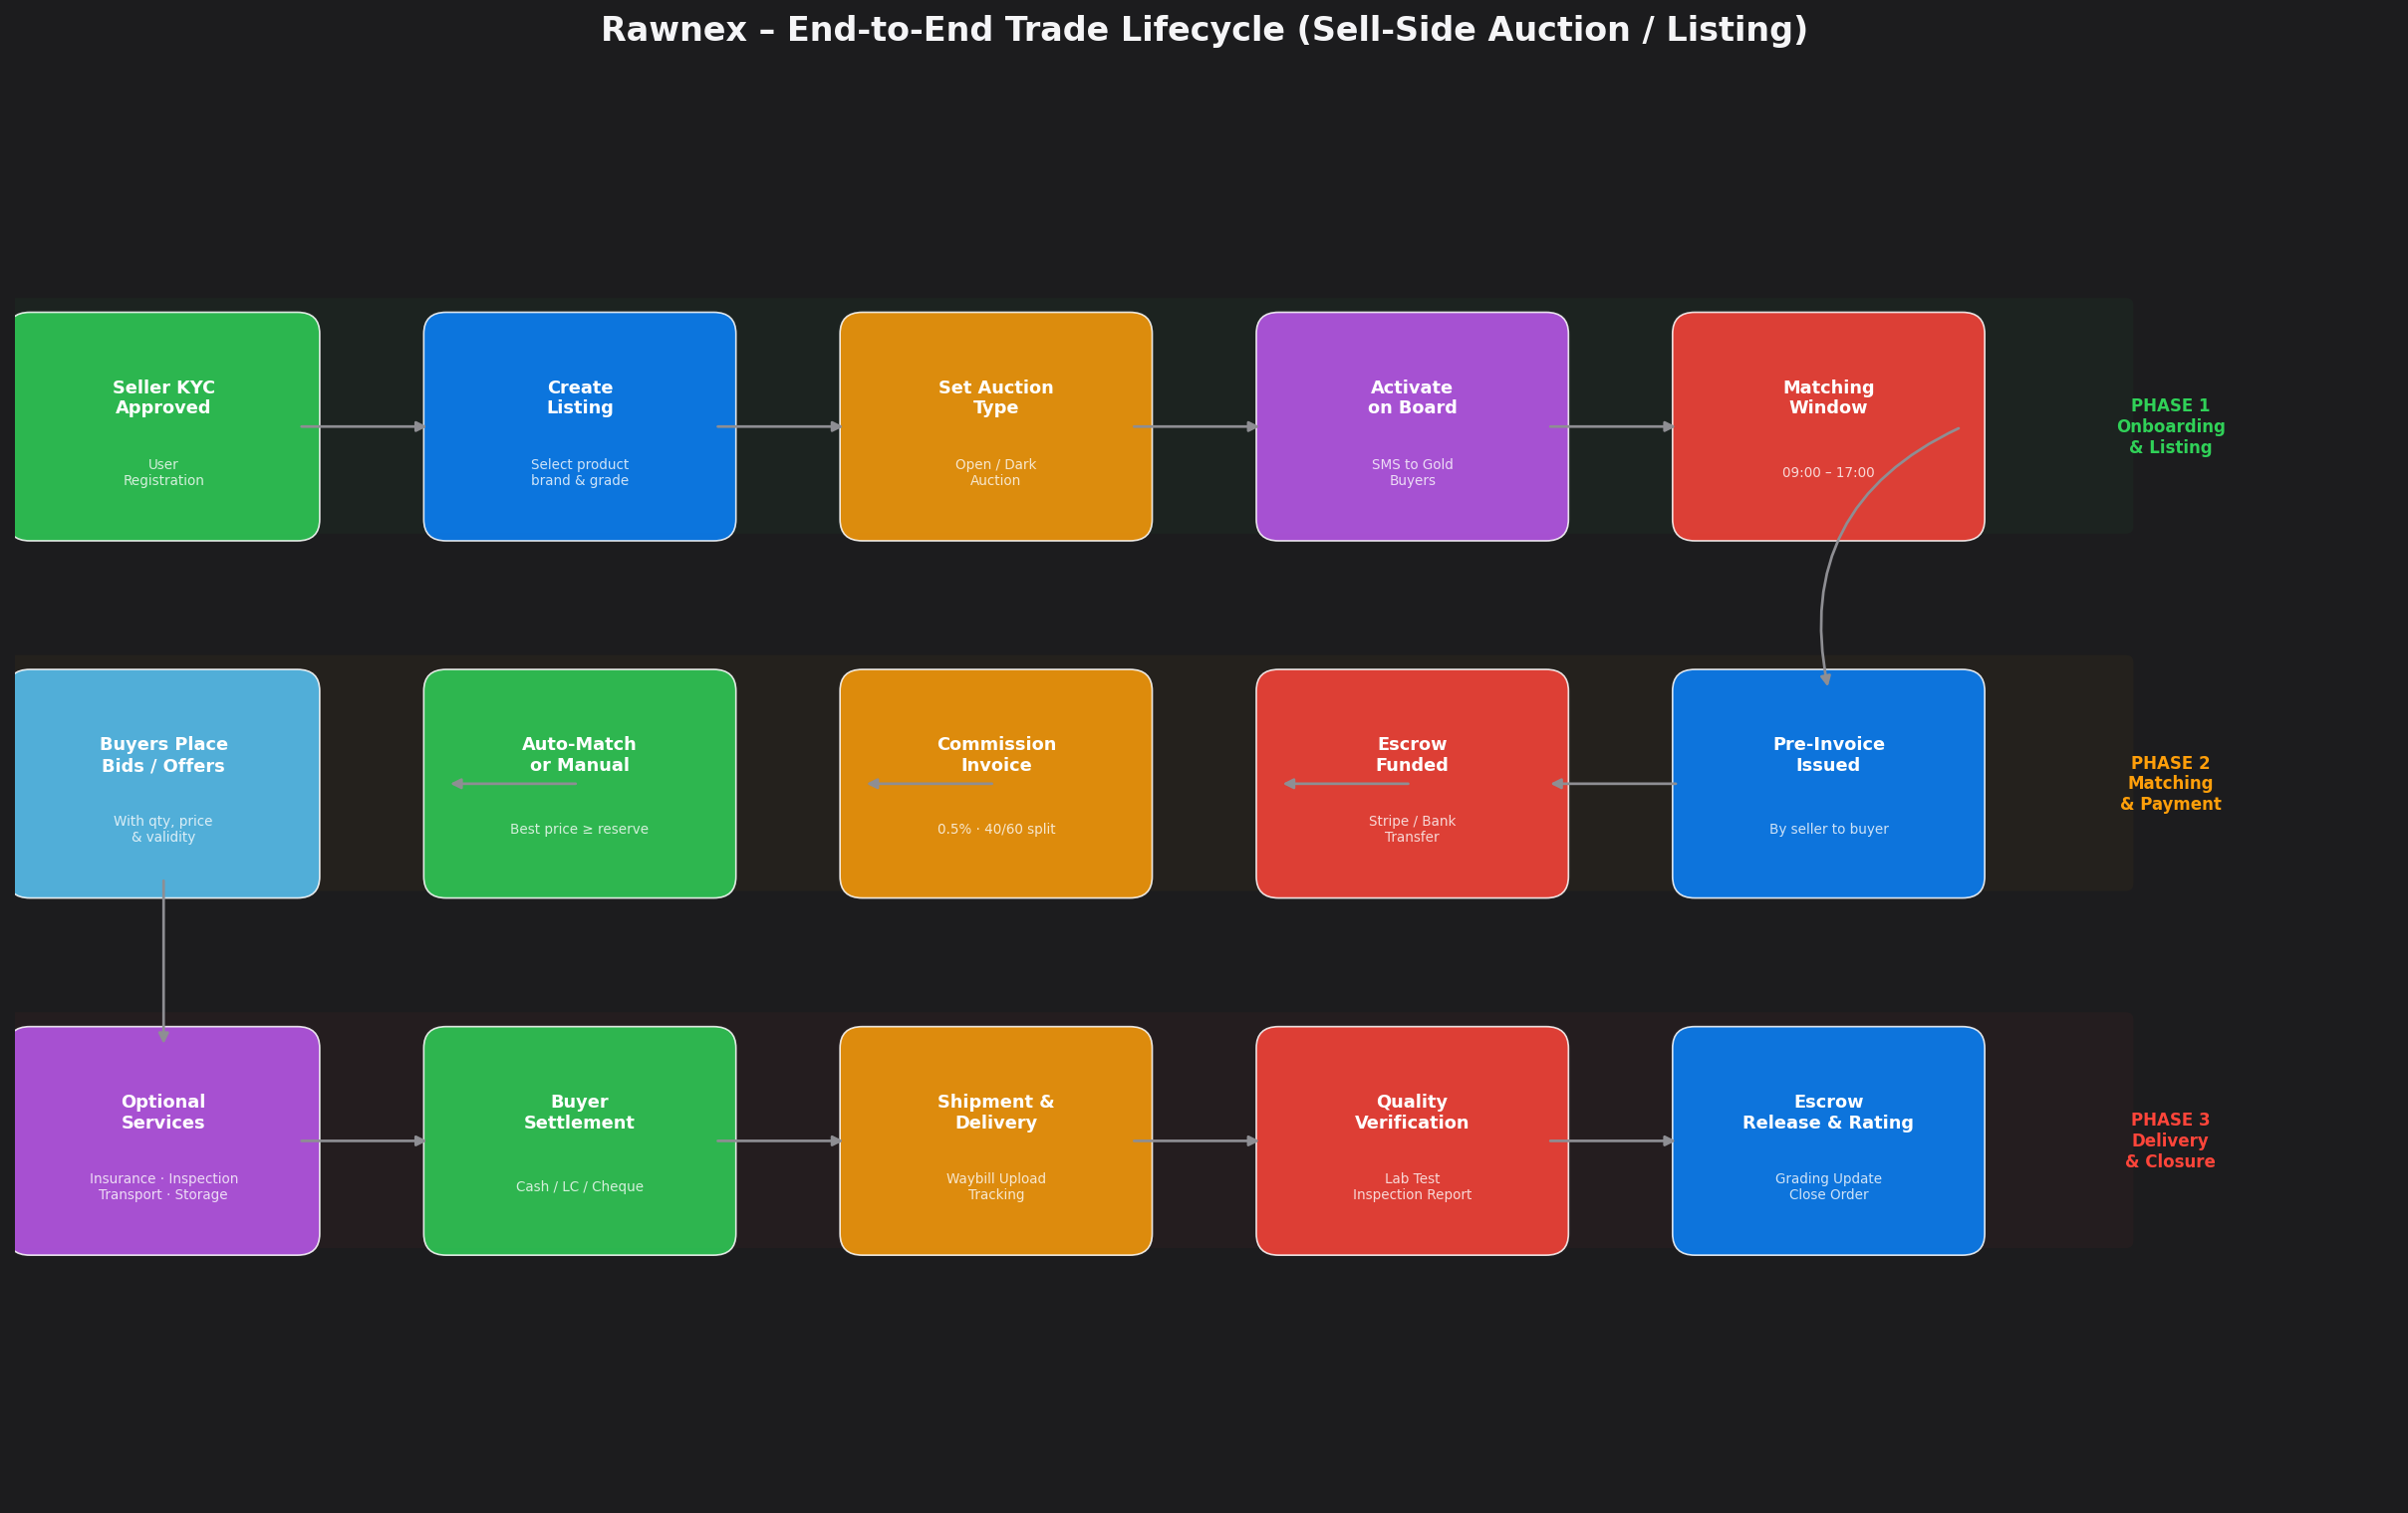 Rawnex – End-to-End Trade Lifecycle (Sell-Side Auction / Listing)
Seller KYC
Approved
User
Registration
Create
Listing
Select product
brand & grade
Set Auction
Type
Open / Dark
Auction
Activate
on Board
SMS to Gold
Buyers
Matching
Window
09:00 – 17:00
PHASE 1
Onboarding
& Listing
Buyers Place
Bids / Offers
With qty, price
& validity
Auto-Match
or Manual
Best price ≥ reserve
Commission
Invoice
0.5% · 40/60 split
Escrow
Funded
Stripe / Bank
Transfer
Pre-Invoice
Issued
By seller to buyer
PHASE 2
Matching
& Payment
Optional
Services
Insurance · Inspection
Transport · Storage
Buyer
Settlement
Cash / LC / Cheque
Shipment &
Delivery
Waybill Upload
Tracking
Quality
Verification
Lab Test
Inspection Report
Escrow
Release & Rating
Grading Update
Close Order
PHASE 3
Delivery
& Closure